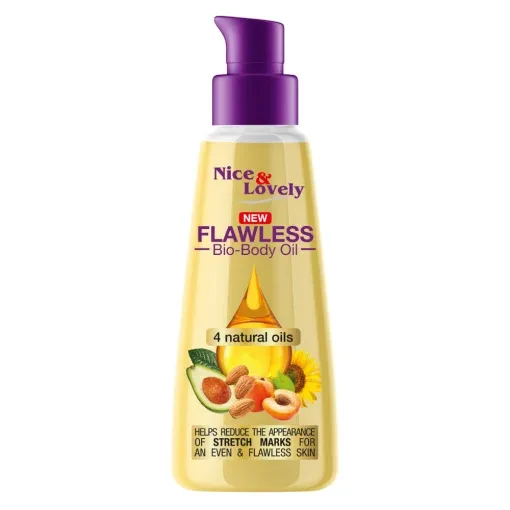 Nice &
Lovely
NEW
FLAWLESS
Bio-Body Oil
4 natural oils
HELPS REDUCE THE APPEARANCE
OF STRETCH MARKS FOR
AN EVEN & FLAWLESS SKIN